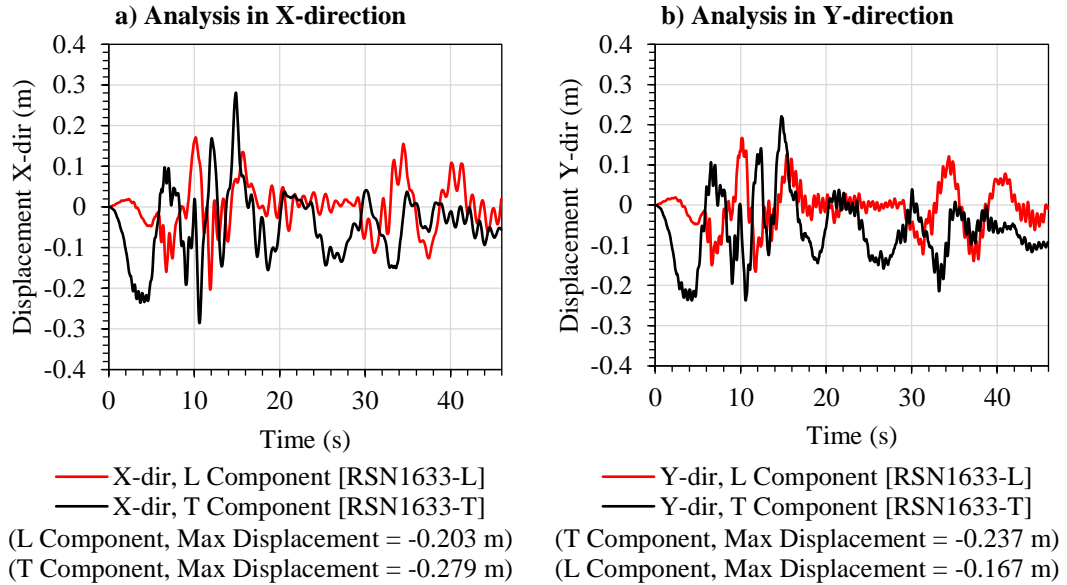 a) Analysis in X-direction
Displacement X-dir (m)
0.4
0.3
0.2
0.1
0
-0.1
-0.2
-0.3
-0.4
0 10 20 30 40
Time (s)
X-dir, L Component [RSN1633-L]
X-dir, T Component [RSN1633-T]
(L Component, Max Displacement = -0.203 m)
(T Component, Max Displacement = -0.279 m)
b) Analysis in Y-direction
Displacement Y-dir (m)
0.4
0.3
0.2
0.1
0
-0.1
-0.2
-0.3
-0.4
0 10 20 30 40
Time (s)
Y-dir, L Component [RSN1633-L]
Y-dir, T Component [RSN1633-T]
(T Component, Max Displacement = -0.237 m)
(L Component, Max Displacement = -0.167 m)